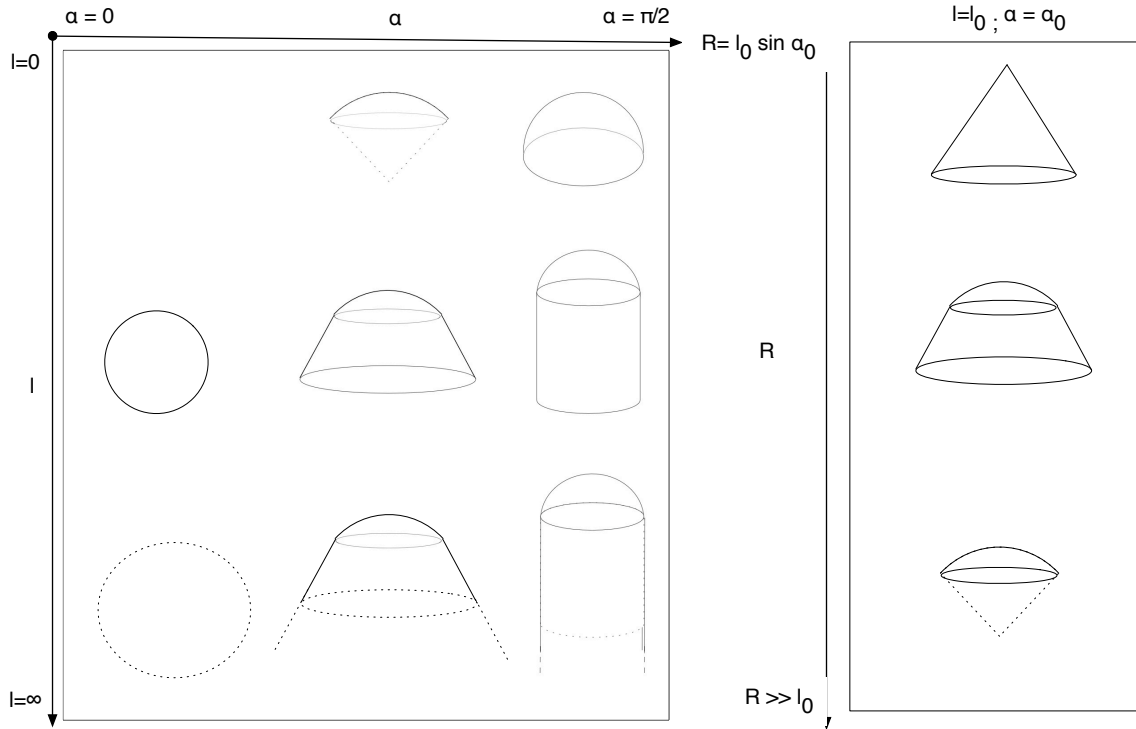 α = 0 α α = π/2
l=0
l
l=∞
R= l0 sin α0
R
R >> l0
l=l0 ; α = α0